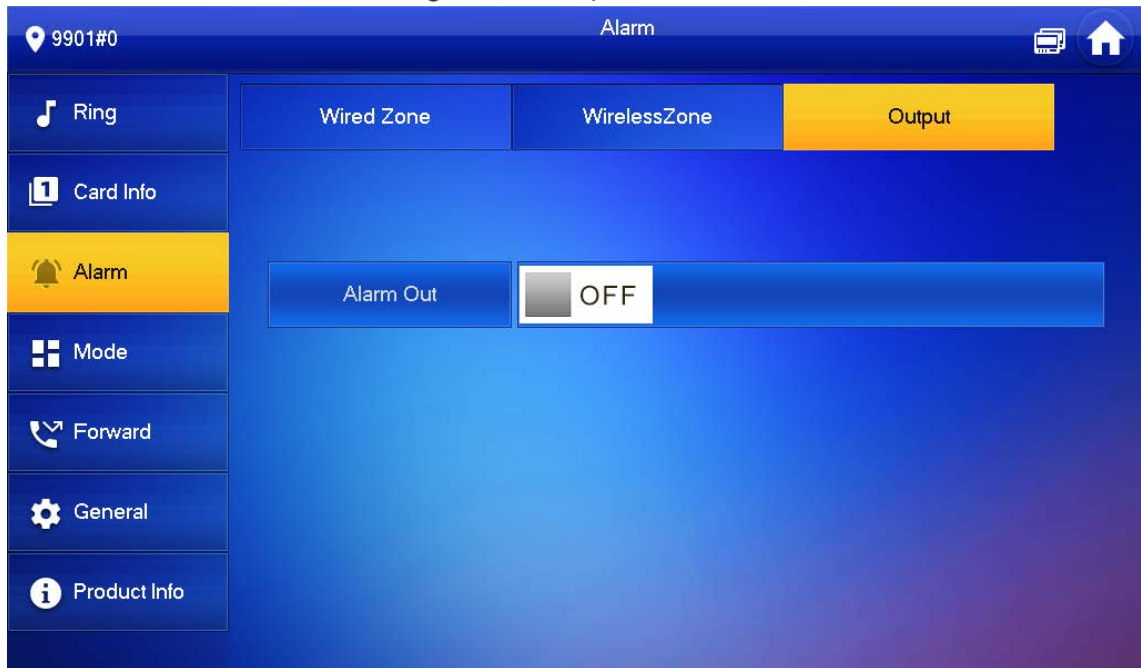 9901#0
Alarm
Ring
Card Info
Alarm
Mode
Forward
General
Product Info
Wired Zone
WirelessZone
Output
Alarm Out
OFF